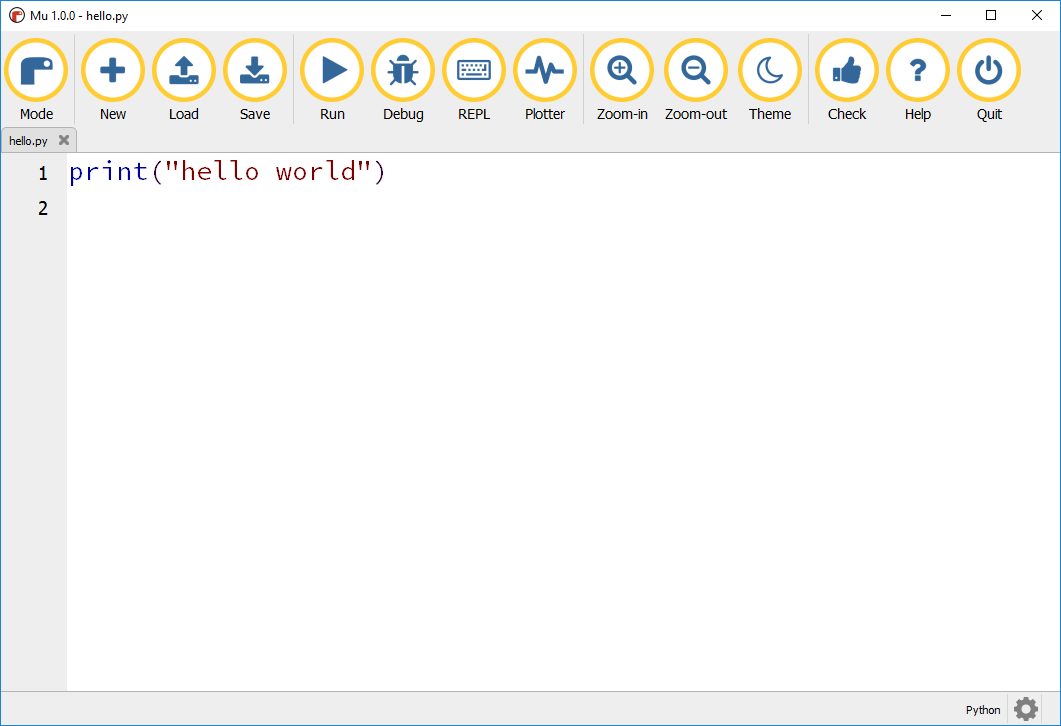 Mu 1.0.0 - hello.py
Mode New Load Save Run Debug REPL Plotter Zoom-in Zoom-out Theme Check Help Quit
hello.py
1 print("hello world")
2
Python